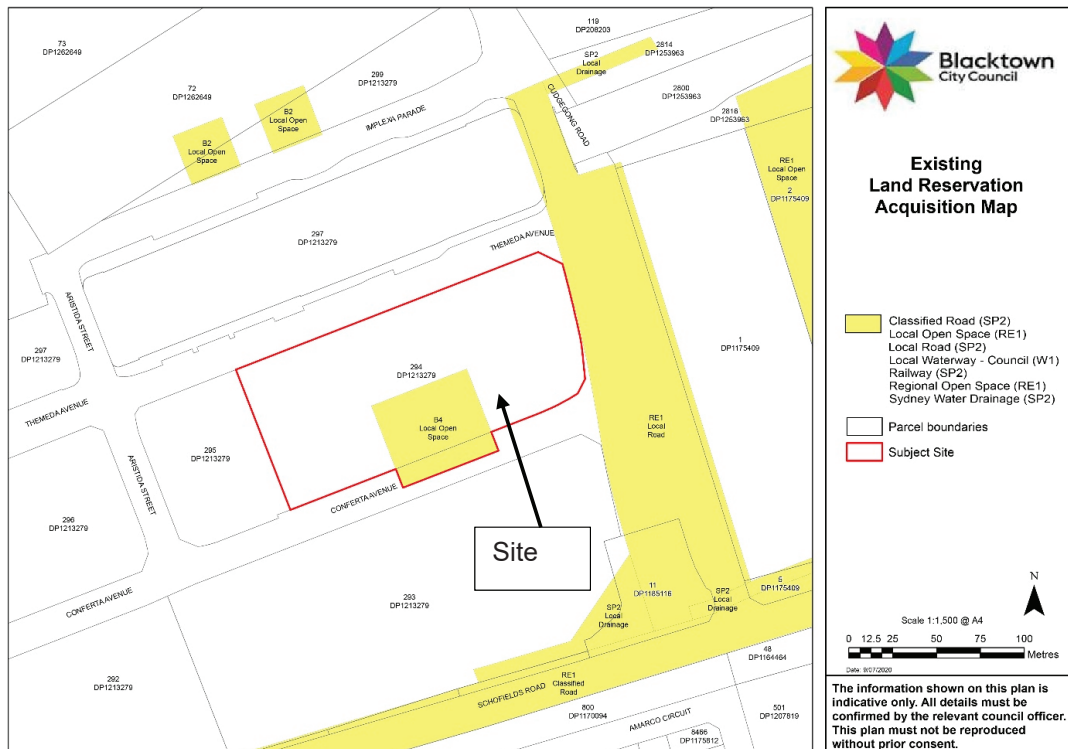 73
DP1262649
72
DP1262649
299
DP1213279
119
DP208203
SP2
Local
Drainage
2814
DP1253963
2800
DP1253963
2816
DP1253963
CUDGEGONG ROAD
IMPLEXA PARADE
B2
Local Open
Space
B2
Local Open
Space
RE1
Local Open
Space
2
DP1175409
297
DP1213279
THEMEDA AVENUE
ARISTIDA STREET
297
DP1213279
1
DP1175409
294
DP1213279
THEMEDA AVENUE
B4
Local Open
Space
RE1
Local
Road
295
DP1213279
ARISTIDA STREET
CONFERTA AVENUE
296
DP1213279
Site
CONFERTA AVENUE
293
DP1213279
11
DP1185116
SP2
Local
Drainage
SP2
Local
Drainage
5
DP1175409
292
DP1213279
RE1
Classified
Road
SCHOFIELDS ROAD
48
DP1164464
800
DP1170094
AMARCO CIRCUIT
501
DP1207819
5466
DP1175812
Blacktown
City Council
Existing
Land Reservation
Acquisition Map
Classified Road (SP2)
Local Open Space (RE1)
Local Road (SP2)
Local Waterway - Council (W1)
Railway (SP2)
Regional Open Space (RE1)
Sydney Water Drainage (SP2)
Parcel boundaries
Subject Site
N
Scale 1:1,500 @ A4
0 12.5 25 50 75 100
Metres
Date: 9/07/2020
The information shown on this plan is
indicative only. All details must be
confirmed by the relevant council officer.
This plan must not be reproduced
without prior consent.